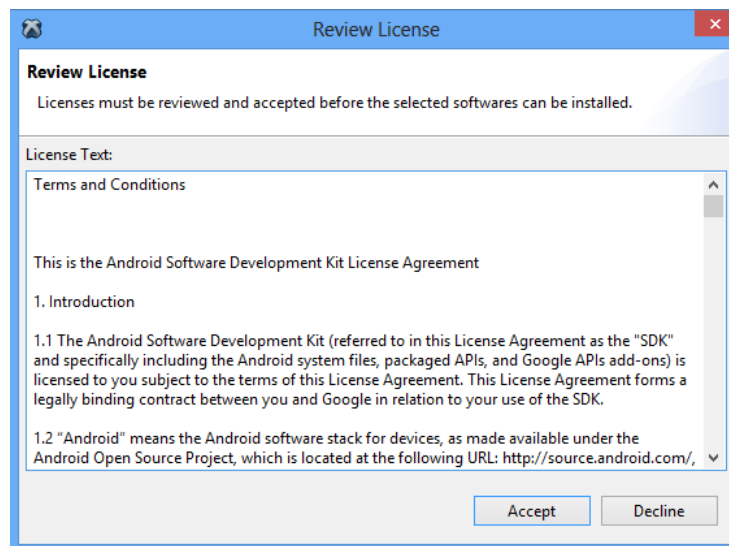 Review License
Review License
Licenses must be reviewed and accepted before the selected softwares can be installed.
License Text:
Terms and Conditions
This is the Android Software Development Kit License Agreement
1. Introduction
1.1 The Android Software Development Kit (referred to in this License Agreement as the "SDK"
and specifically including the Android system files, packaged APIs, and Google APIs add-ons) is
licensed to you subject to the terms of this License Agreement. This License Agreement forms a
legally binding contract between you and Google in relation to your use of the SDK.
1.2 “Android” means the Android software stack for devices, as made available under the
Android Open Source Project, which is located at the following URL: http://source.android.com/,
Accept
Decline